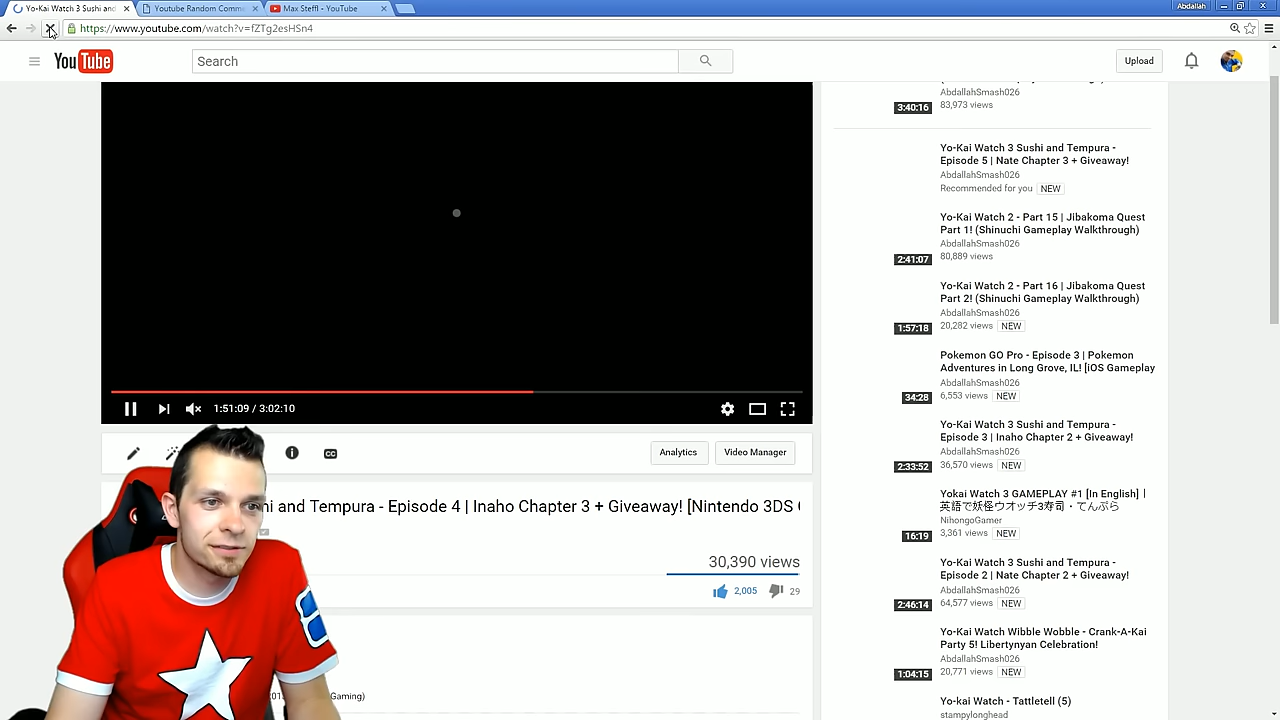 Yo-Kai Watch 3 Sushi and
Youtube Random Comme
Max Steffl - YouTube
Abdallah
https://www.youtube.com/watch?v=fZTg2esHSn4
YouTube
Search
Upload
AbdallahSmash026
3:40:16
83,973 views
Yo-Kai Watch 3 Sushi and Tempura -
Episode 5 | Nate Chapter 3 + Giveaway!
AbdallahSmash026
Recommended for you NEW
Yo-Kai Watch 2 - Part 15 | Jibakoma Quest
Part 1! (Shinuchi Gameplay Walkthrough)
AbdallahSmash026
2:41:07
80,889 views
Yo-Kai Watch 2 - Part 16 | Jibakoma Quest
Part 2! (Shinuchi Gameplay Walkthrough)
AbdallahSmash026
1:57:18
20,282 views NEW
Pokemon GO Pro - Episode 3 | Pokemon
Adventures in Long Grove, IL! [iOS Gameplay
AbdallahSmash026
34:28
6,553 views NEW
Yo-Kai Watch 3 Sushi and Tempura -
Episode 3 | Inaho Chapter 2 + Giveaway!
AbdallahSmash026
2:33:52
36,570 views NEW
Yokai Watch 3 GAMEPLAY #1 [In English] |
英語で妖怪ウオッチ3寿司・てんぷら
NihongoGamer
16:19
3,361 views NEW
Yo-Kai Watch 3 Sushi and Tempura -
Episode 2 | Nate Chapter 2 + Giveaway!
AbdallahSmash026
2:46:14
64,577 views NEW
Yo-Kai Watch Wibble Wobble - Crank-A-Kai
Party 5! Libertynyan Celebration!
AbdallahSmash026
1:04:15
20,771 views NEW
Yo-kai Watch - Tattletell (5)
stampylonghead
1:51:09 / 3:02:10
CC
Analytics
Video Manager
hi and Tempura - Episode 4 | Inaho Chapter 3 + Giveaway! [Nintendo 3DS
30,390 views
2,005
29
Gaming)